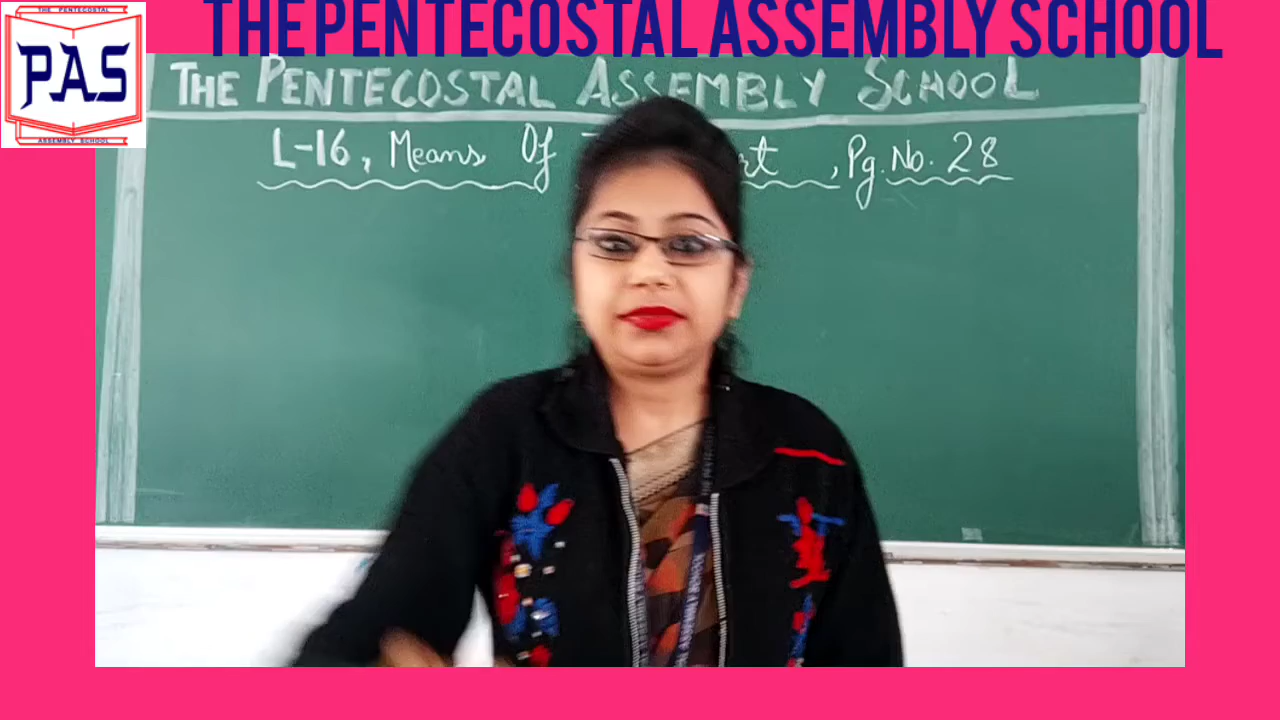 THE PENTECOSTAL ASSEMBLY SCHOOL
THE PENTECOSTAL
PAS
ASSEMBLY SCHOOL
THE PENTECOSTAL ASSEMBLY SCHOOL
L-16, Means Of T rt, Pg. No. 28